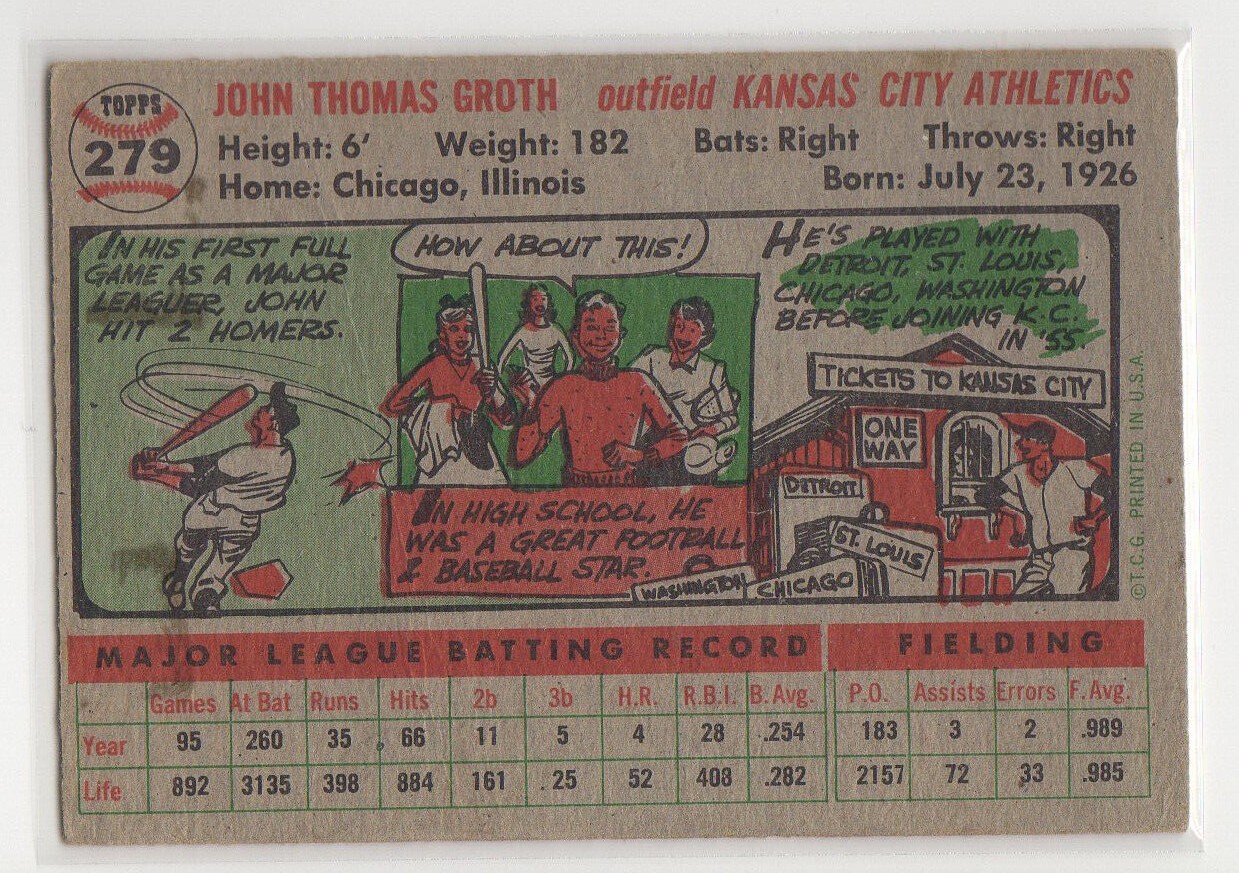 TOPPS
279
JOHN THOMAS GROTH outfield KANSAS CITY ATHLETICS
Height: 6' Weight: 182 Bats: Right Throws: Right
Home: Chicago, Illinois Born: July 23, 1926
IN HIS FIRST FULL
GAME AS A MAJOR
LEAGUER, JOHN
HIT 2 HOMERS.
HOW ABOUT THIS!
IN HIGH SCHOOL, HE
WAS A GREAT FOOTBALL
& BASEBALL STAR.
HE'S PLAYED WITH
DETROIT, ST. LOUIS,
CHICAGO, WASHINGTON
BEFORE JOINING K.C.
IN '55.
TICKETS TO KANSAS CITY
ONE
WAY
DETROIT
ST. LOUIS
WASHINGTON
CHICAGO
©T.C.G. PRINTED IN U.S.A.
MAJOR LEAGUE BATTING RECORD FIELDING
Games At Bat Runs Hits 2b 3b H.R. R.B.I. B. Avg. P.O. Assists Errors F. Avg.
Year 95 260 35 66 11 5 4 28 .254 183 3 2 .989
Life 892 3135 398 884 161 25 52 408 .282 2157 72 33 .985